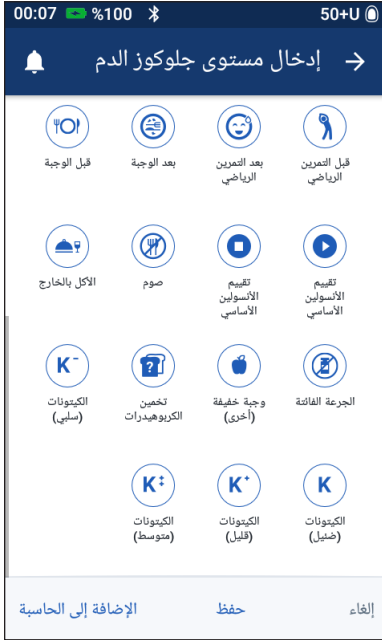 00:07 %100 50+U
إدخال مستوى جلوكوز الدم
قبل التمرين
الرياضي
بعد التمرين
الرياضي
بعد الوجبة
قبل الوجبة
تقييم
الأنسولين
الأساسي
تقييم
الأنسولين
الأساسي
صوم
الأكل بالخارج
الجرعة الفائتة
وجبة خفيفة
(أخرى)
?
تخمين
الكربوهيدرات
K-
الكيتونات
(سلبي)
K
الكيتونات
(ضئيل)
K+
الكيتونات
(قليل)
K‡
الكيتونات
(متوسط)
إلغاء
حفظ
الإضافة إلى الحاسبة